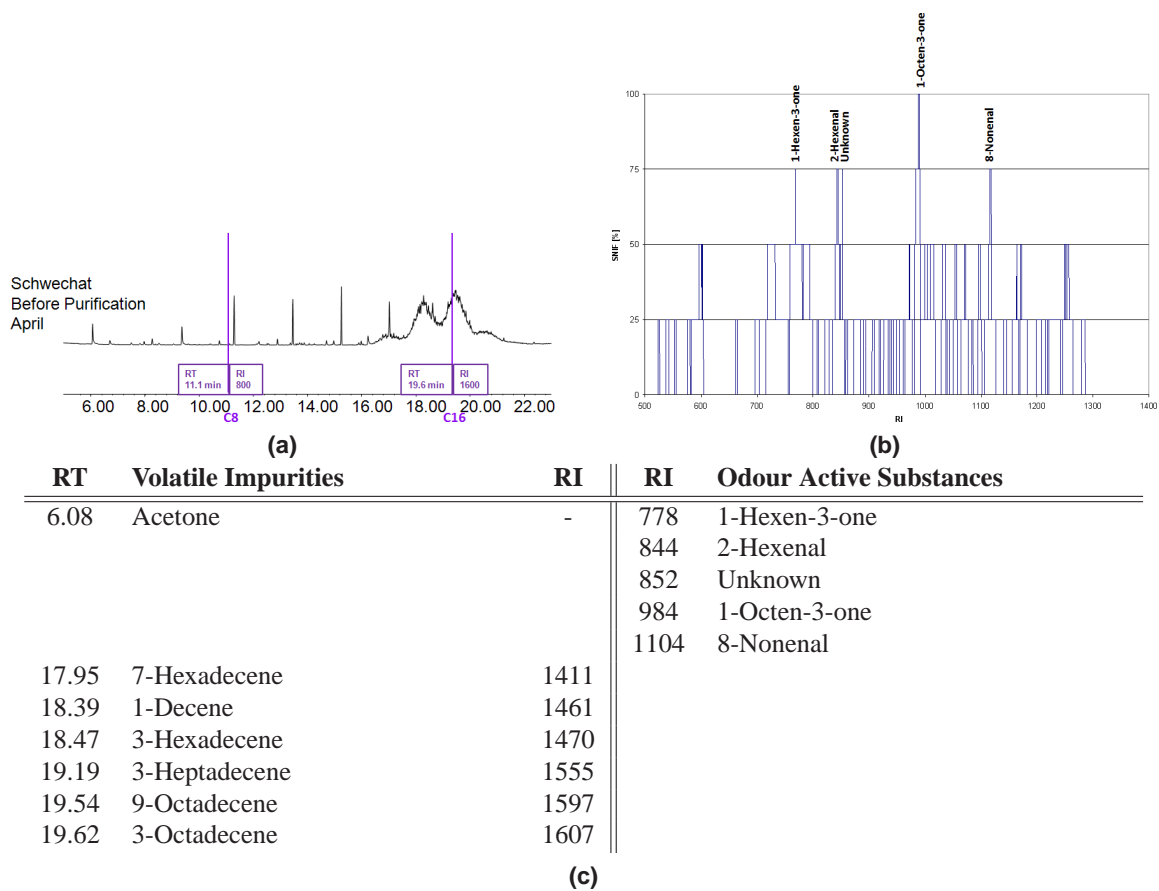 Schwechat
Before Purification
April
RT
11.1 min
RI
800
RT
19.6 min
RI
1600
6.00 8.00 10.00 12.00 14.00 16.00 18.00 20.00 22.00
C8 C16
(a)
1-Hexen-3-one
2-Hexenal
Unknown
1-Octen-3-one
8-Nonenal
SNIF [%]
100
75
50
25
0
500 600 700 800 900 1000 1100 1200 1300 1400
RI
(b)
RT Volatile Impurities RI RI Odour Active Substances
6.08 Acetone - 778 1-Hexen-3-one
844 2-Hexenal
852 Unknown
984 1-Octen-3-one
1104 8-Nonenal
17.95 7-Hexadecene 1411
18.39 1-Decene 1461
18.47 3-Hexadecene 1470
19.19 3-Heptadecene 1555
19.54 9-Octadecene 1597
19.62 3-Octadecene 1607
(c)